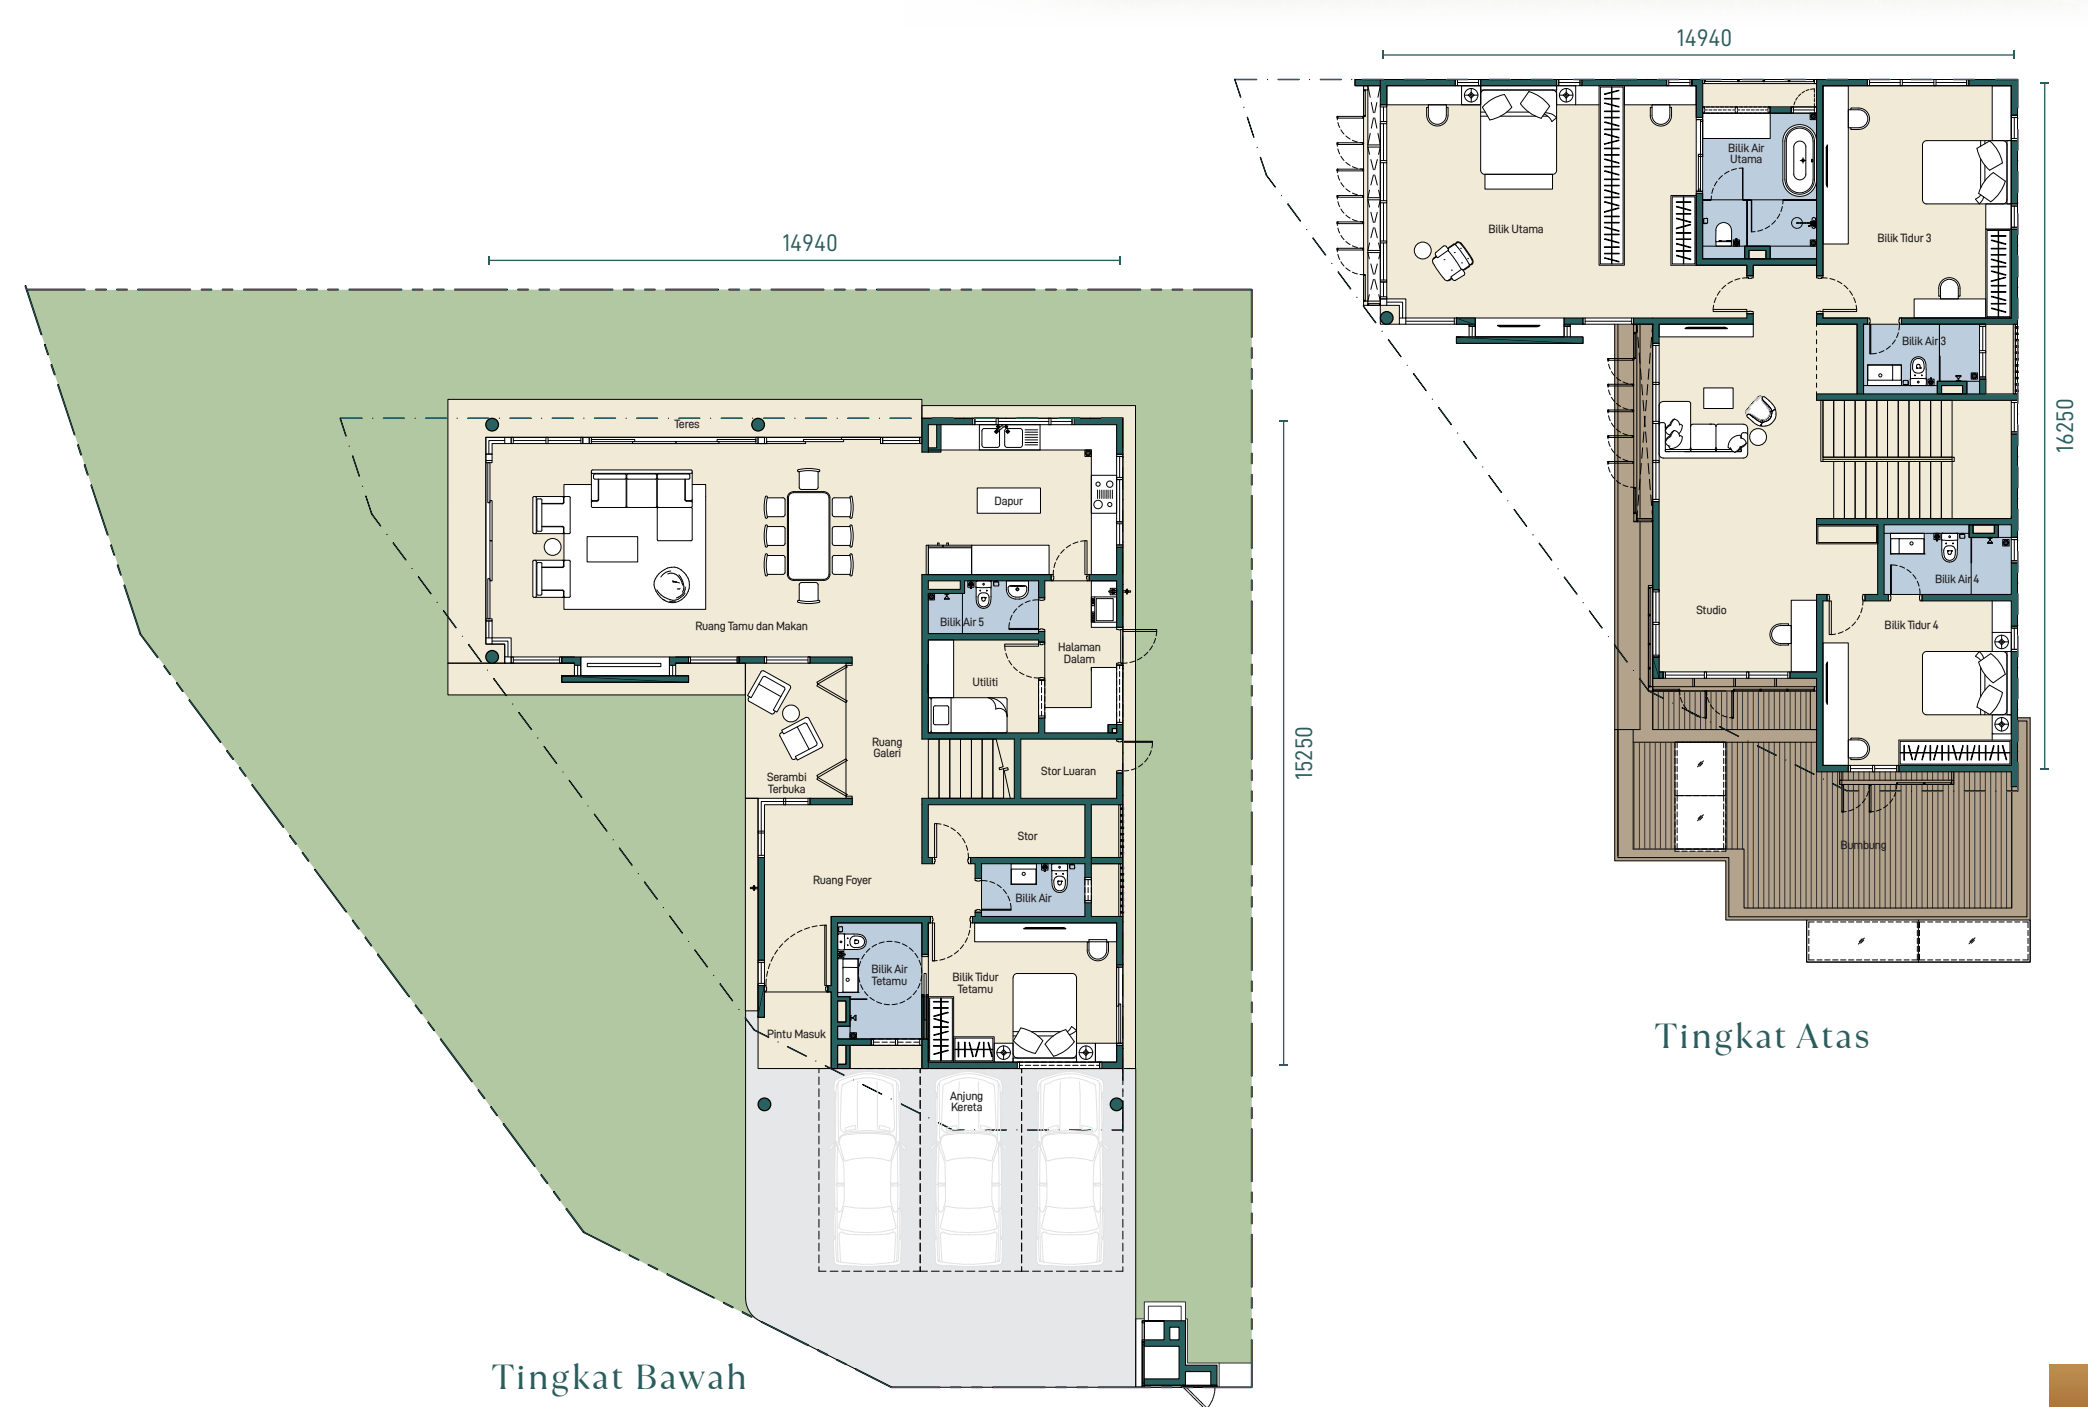 14940
Teres
Dapur
Bilik Air 5
Ruang Tamu dan Makan
Halaman
Dalam
Utiliti
Ruang
Galeri
Stor Luaran
Serambi
Terbuka
Stor
Ruang Foyer
Bilik Air
Bilik Air
Tetamu
Bilik Tidur
Tetamu
Pintu Masuk
Anjung
Kereta
15250
Tingkat Bawah
14940
Bilik Air
Utama
Bilik Utama
Bilik Tidur 3
Bilik Air 3
16250
Bilik Air 4
Studio
Bilik Tidur 4
Bumbung
Tingkat Atas